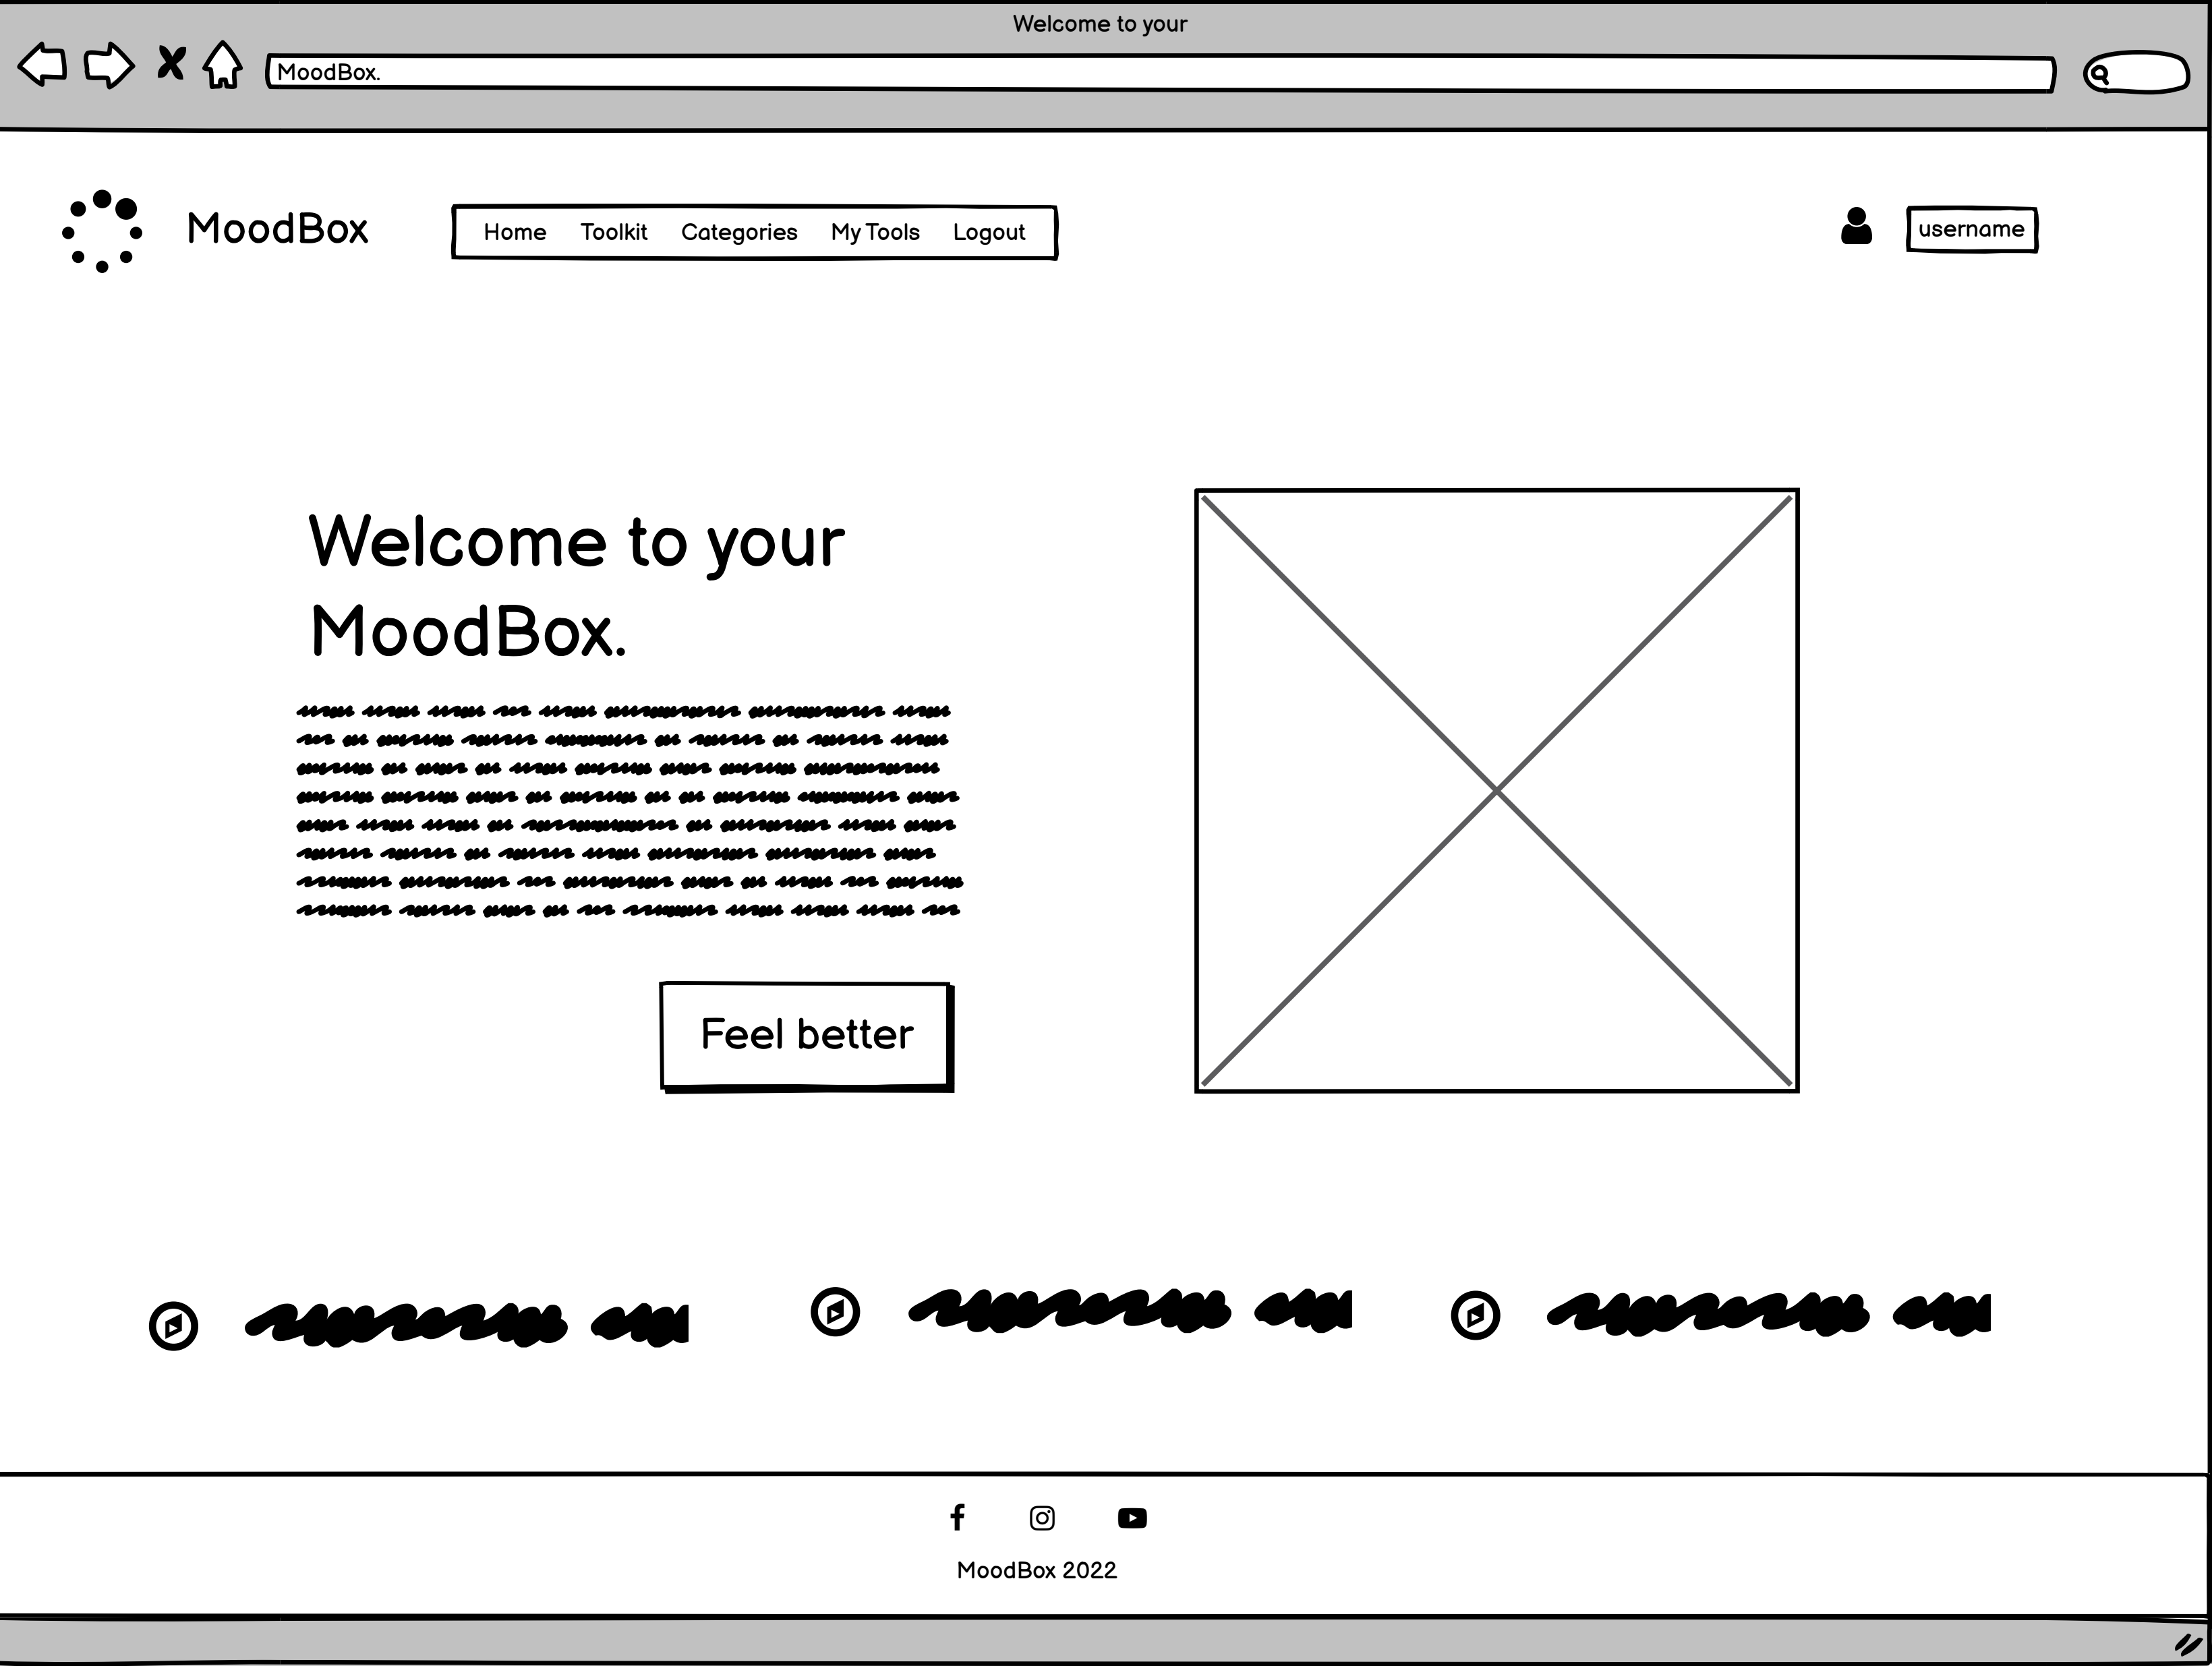 Welcome to your
MoodBox.
MoodBox
Home Toolkit Categories My Tools Logout
username
Welcome to your
MoodBox.
Feel better
MoodBox 2022